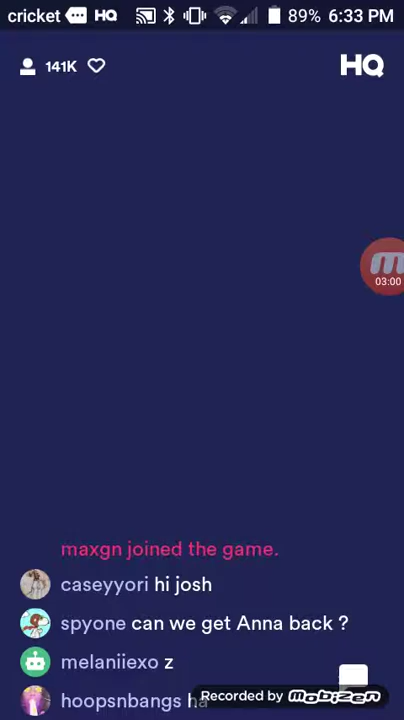 cricket HQ 89% 6:33 PM
141K HQ
03:00
maxgn joined the game.
caseyyori hi josh
spyone can we get Anna back ?
melaniiexo z
hoopsnbangs
Recorded by mobizen